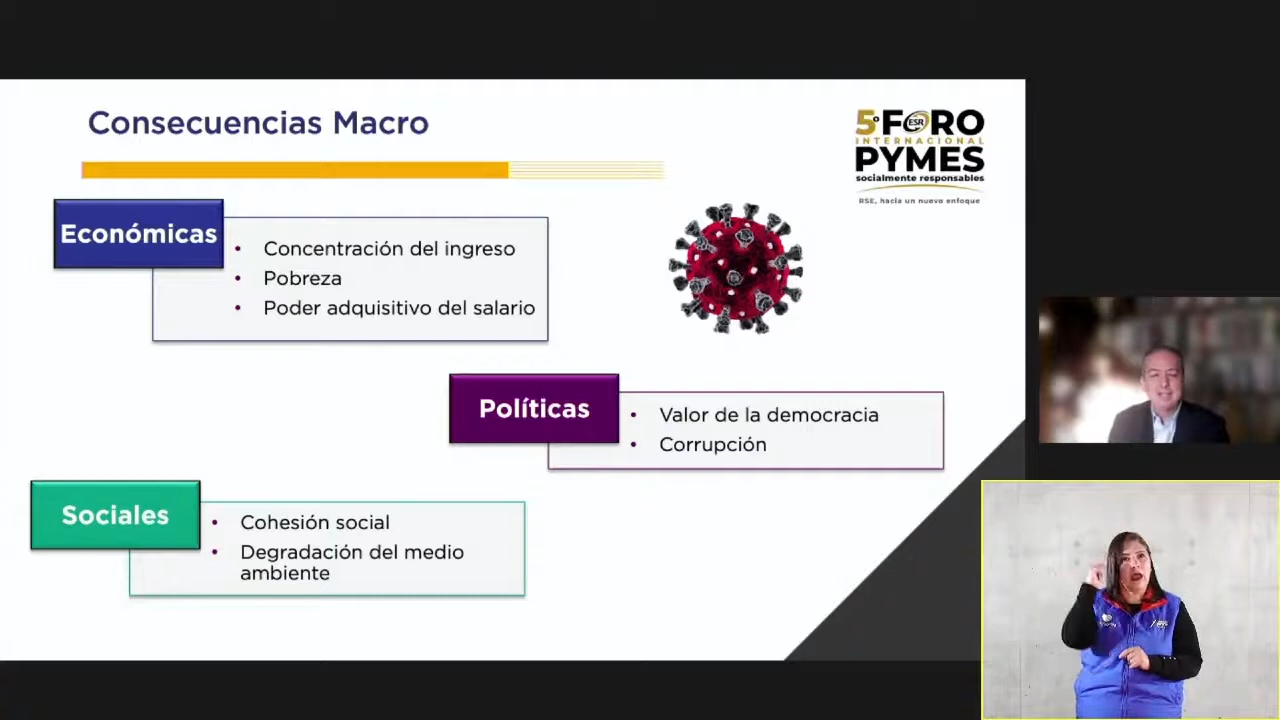 Consecuencias Macro
5º FORO
ESR
INTERNACIONAL
PYMES
socialmente responsables
RSE, hacia un nuevo enfoque
Económicas
• Concentración del ingreso
• Pobreza
• Poder adquisitivo del salario
Políticas
• Valor de la democracia
• Corrupción
Sociales
• Cohesión social
• Degradación del medio
ambiente